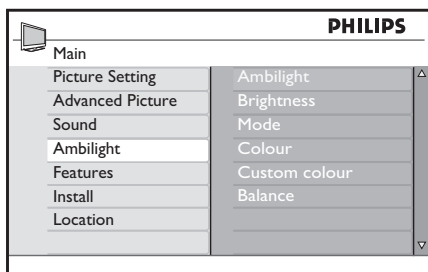 PHILIPS
Main
Picture Setting
Advanced Picture
Sound
Ambilight
Features
Install
Location
Ambilight
Brightness
Mode
Colour
Custom colour
Balance